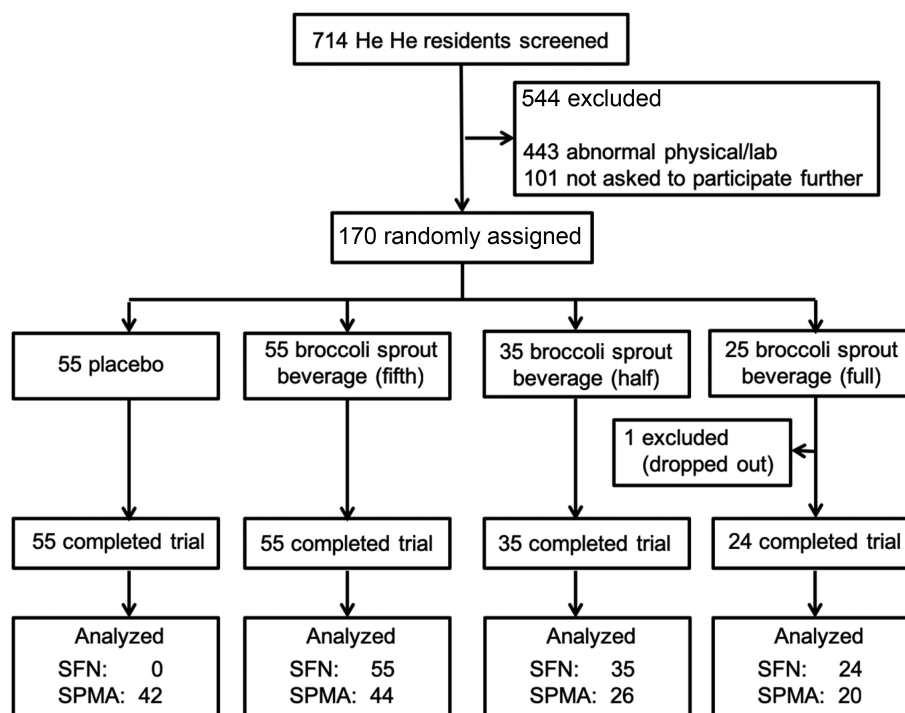 714 He He residents screened
544 excluded
443 abnormal physical/lab
101 not asked to participate further
170 randomly assigned
55 placebo
55 broccoli sprout
beverage (fifth)
35 broccoli sprout
beverage (half)
25 broccoli sprout
beverage (full)
1 excluded
(dropped out)
55 completed trial
55 completed trial
35 completed trial
24 completed trial
Analyzed
SFN: 0
SPMA: 42
Analyzed
SFN: 55
SPMA: 44
Analyzed
SFN: 35
SPMA: 26
Analyzed
SFN: 24
SPMA: 20